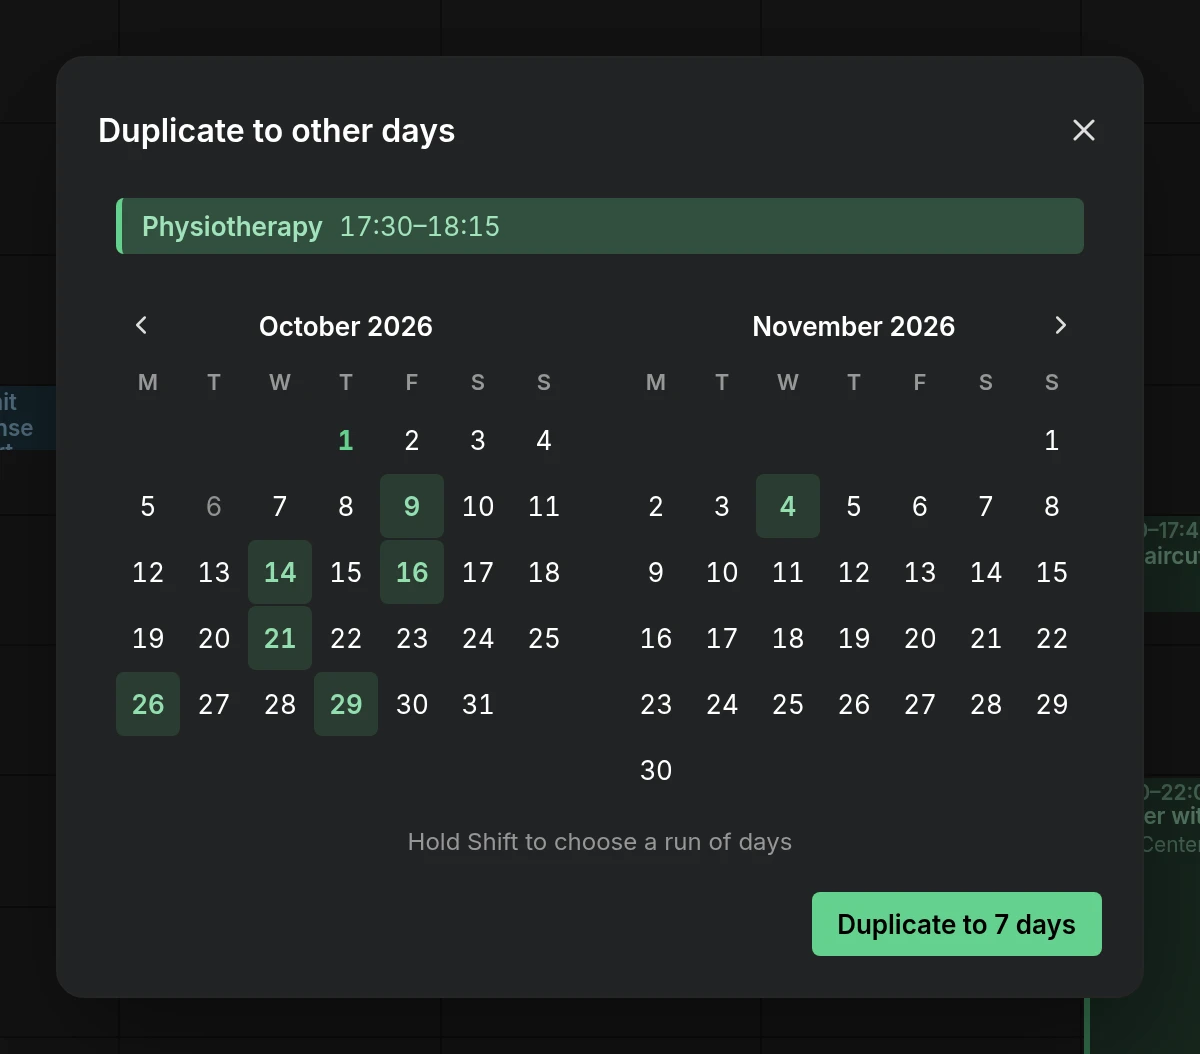 Duplicate to other days
Physiotherapy 17:30–18:15
October 2026
M T W T F S S
1 2 3 4
5 6 7 8 9 10 11
12 13 14 15 16 17 18
19 20 21 22 23 24 25
26 27 28 29 30 31
November 2026
M T W T F S S
1
2 3 4 5 6 7 8
9 10 11 12 13 14 15
16 17 18 19 20 21 22
23 24 25 26 27 28 29
30
Hold Shift to choose a run of days
Duplicate to 7 days